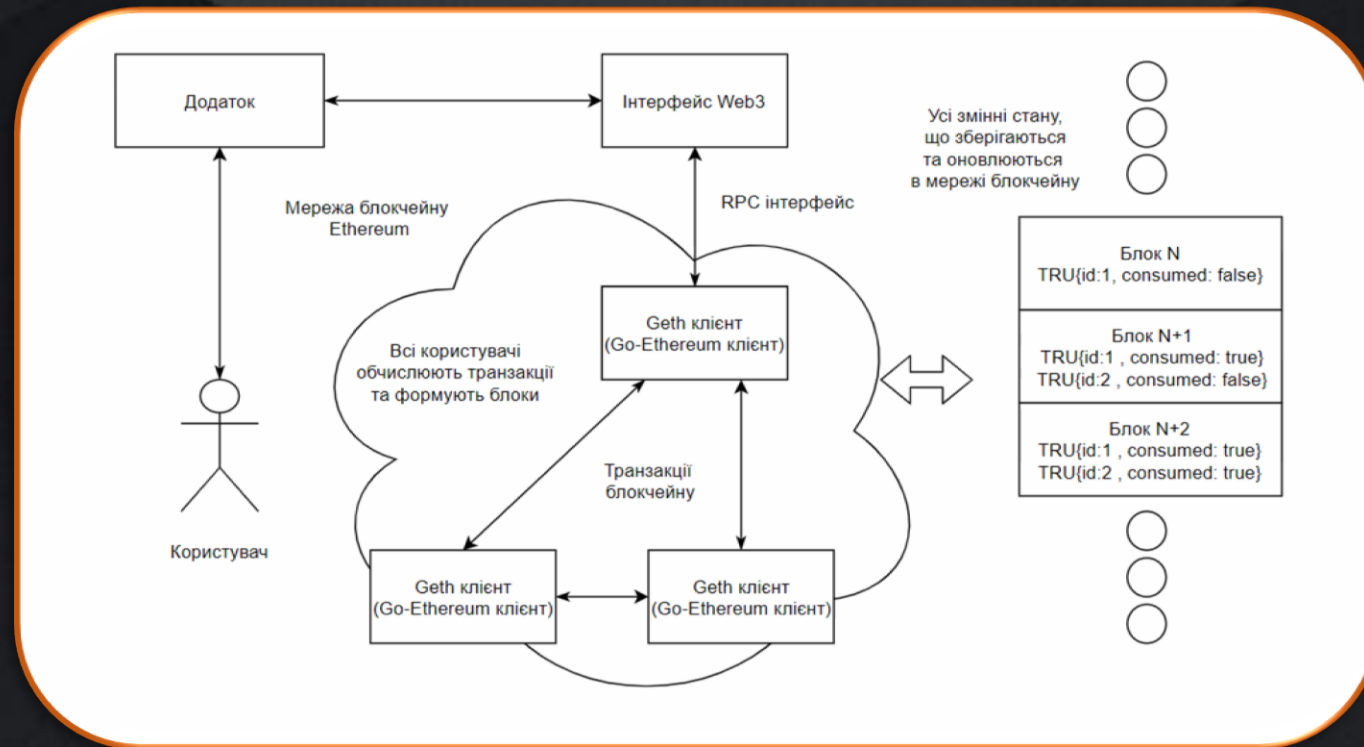 Додаток
Інтерфейс Web3
Усі змінні стану,
що зберігаються
та оновлюються
в мережі блокчейну
Мережа блокчейну
Ethereum
RPC інтерфейс
Блок N
TRU{id:1, consumed: false}
Geth клієнт
(Go-Ethereum клієнт)
Всі користувачі
обчислюють транзакції
та формують блоки
Блок N+1
TRU{id:1 , consumed: true}
TRU{id:2 , consumed: false}
Блок N+2
TRU{id:1 , consumed: true}
TRU{id:2 , consumed: true}
Транзакції
блокчейну
Користувач
Geth клієнт
(Go-Ethereum клієнт)
Geth клієнт
(Go-Ethereum клієнт)